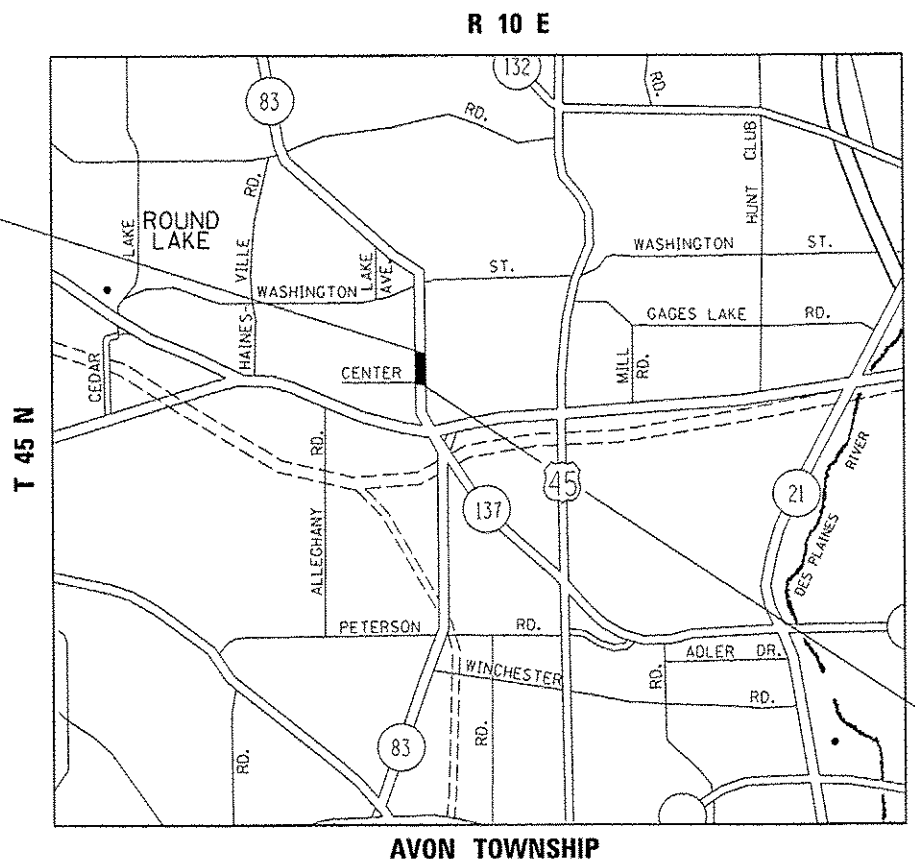 R 10 E
132
83
RD.
RD.
HUNT CLUB
LAKE
ROUND
LAKE
RD.
HAINES-VILLE
LAKE
AVE.
WASHINGTON ST.
WASHINGTON ST.
GAGES LAKE RD.
MILL
RD.
CENTER
CEDAR
T 45 N
ALLEGHANY RD.
45
137
21
DES PLAINES RIVER
PETERSON RD.
ADLER DR.
WINCHESTER RD.
RD.
RD.
RD.
83
AVON TOWNSHIP